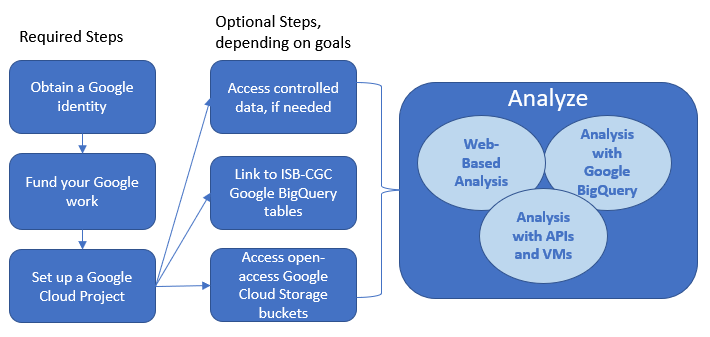 Required Steps
Obtain a Google
identity
Fund your Google
work
Set up a Google
Cloud Project
Optional Steps,
depending on goals
Access controlled
data, if needed
Link to ISB-CGC
Google BigQuery
tables
Access open-
access Google
Cloud Storage
buckets
Analyze
Web-
Based
Analysis
Analysis
with
Google
BigQuery
Analysis
with APIs
and VMs